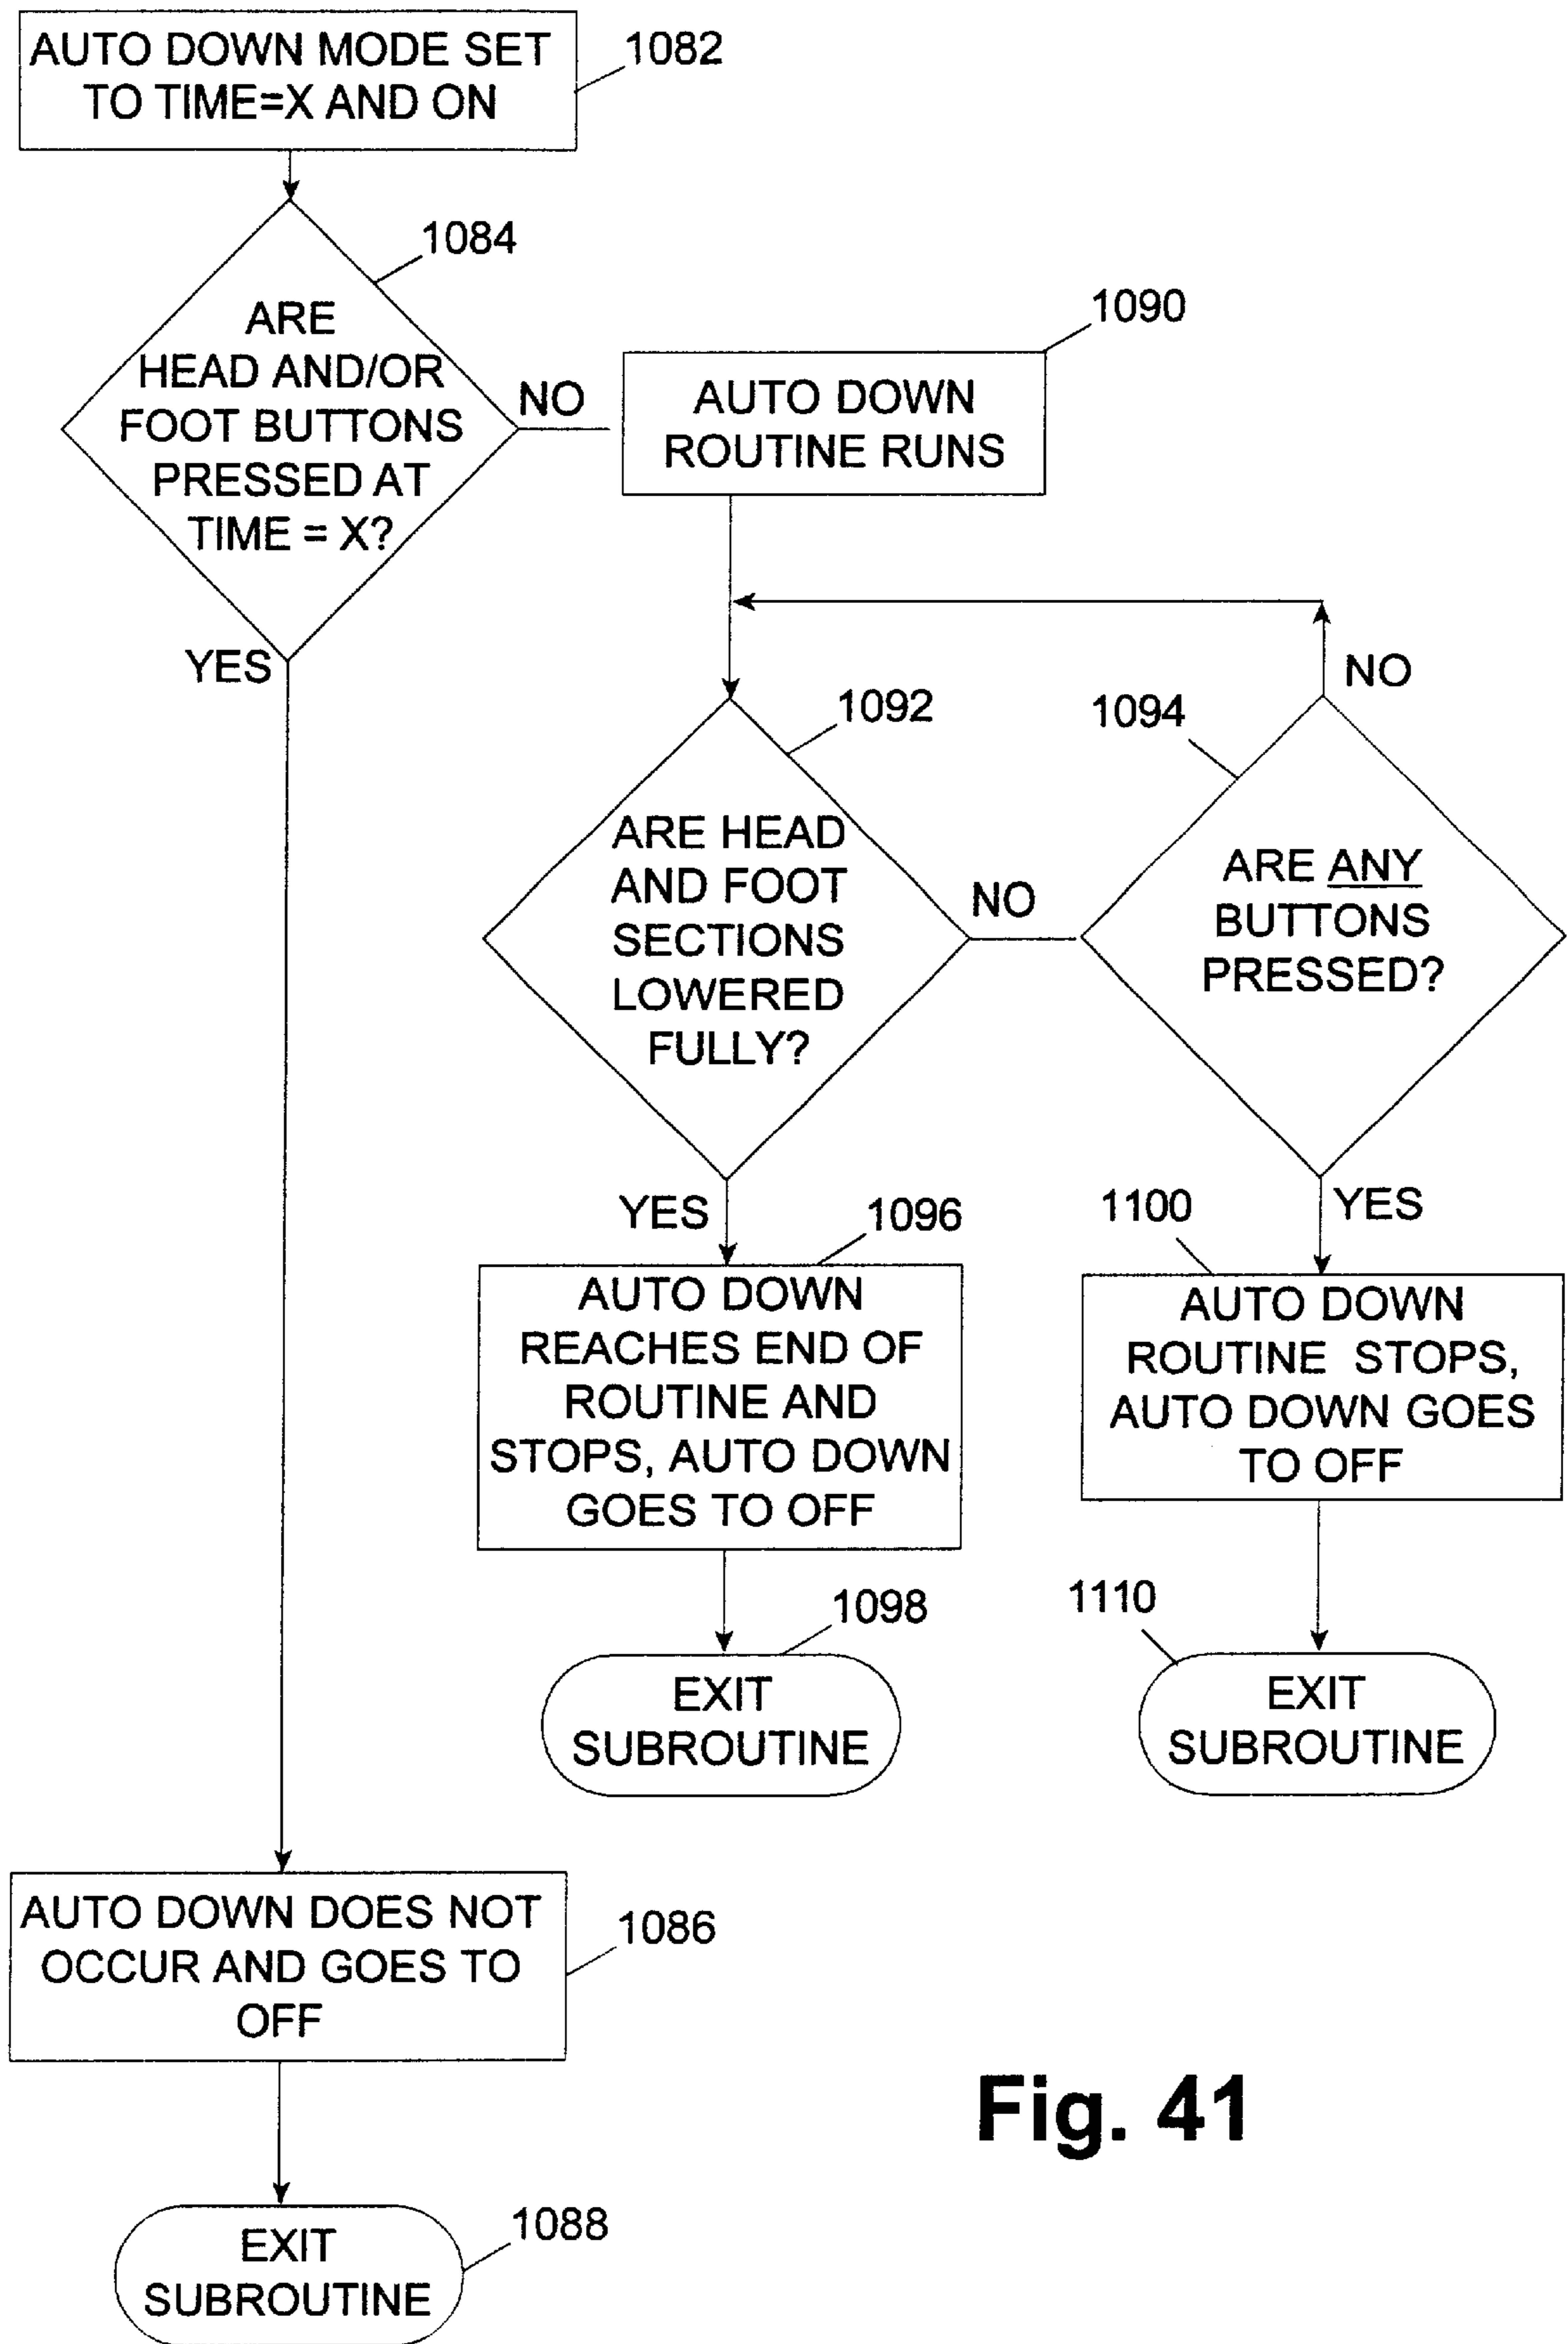 AUTO DOWN MODE SET
TO TIME=X AND ON
1082
1084
ARE
HEAD AND/OR
FOOT BUTTONS
PRESSED AT
TIME = X?
NO
YES
1090
AUTO DOWN
ROUTINE RUNS
1092
ARE HEAD
AND FOOT
SECTIONS
LOWERED
FULLY?
NO
YES
1094
NO
ARE ANY
BUTTONS
PRESSED?
YES
1096
AUTO DOWN
REACHES END OF
ROUTINE AND
STOPS, AUTO DOWN
GOES TO OFF
1100
AUTO DOWN
ROUTINE STOPS,
AUTO DOWN GOES
TO OFF
1098
EXIT
SUBROUTINE
1110
EXIT
SUBROUTINE
AUTO DOWN DOES NOT
OCCUR AND GOES TO
OFF
1086
EXIT
SUBROUTINE
1088
Fig. 41